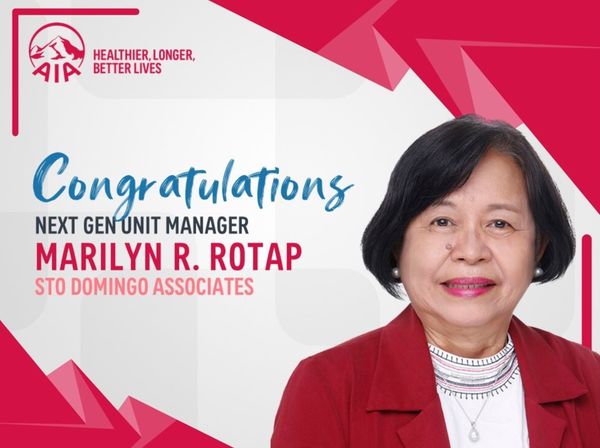 AIA
HEALTHIER, LONGER,
BETTER LIVES
Congratulations
NEXT GEN UNIT MANAGER
MARILYN R. ROTAP
STO DOMINGO ASSOCIATES